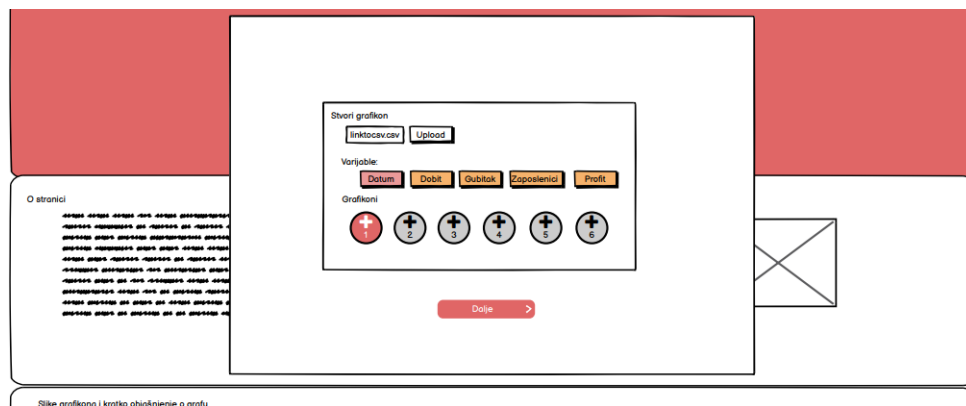 Stvori grafikon
linktocsv.csv Upload
Varijable:
Datum Dobit Gubitak Zaposlenici Profit
Grafikoni
1 2 3 4 5 6
O stranici
Dalje
Slike grafikona i kratko objašnjenje o grafu